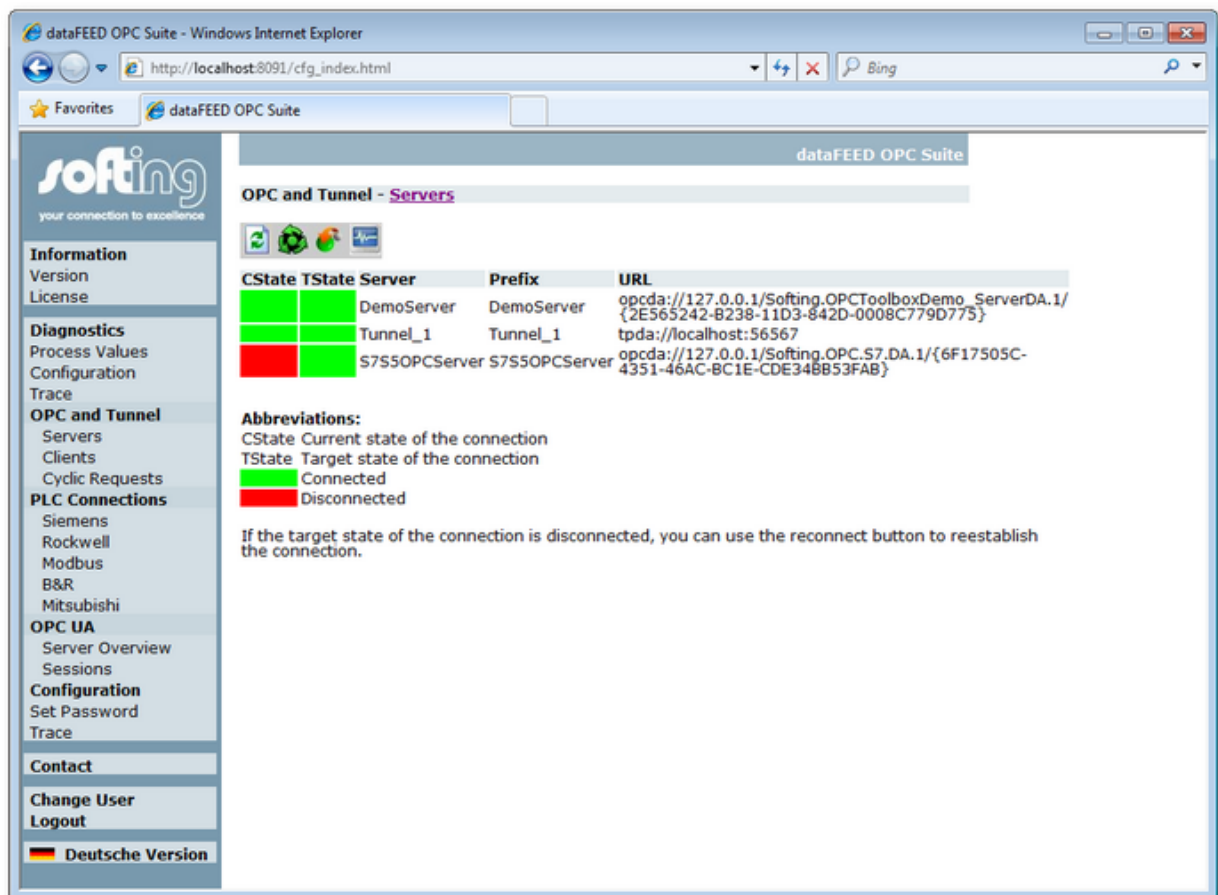 dataFEED OPC Suite - Windows Internet Explorer
http://localhost:8091/cfg_index.html
Bing
Favorites
dataFEED OPC Suite
softing
your connection to excellence
Information
Version
License
Diagnostics
Process Values
Configuration
Trace
OPC and Tunnel
Servers
Clients
Cyclic Requests
PLC Connections
Siemens
Rockwell
Modbus
B&R
Mitsubishi
OPC UA
Server Overview
Sessions
Configuration
Set Password
Trace
Contact
Change User
Logout
Deutsche Version
dataFEED OPC Suite
OPC and Tunnel - Servers
CState TState Server Prefix URL
DemoServer DemoServer opcda://127.0.0.1/Softing.OPCToolboxDemo_ServerDA.1/
{2E565242-B238-11D3-842D-0008C779D775}
Tunnel_1 Tunnel_1 tpda://localhost:56567
S7S5OPCServer S7S5OPCServer opcda://127.0.0.1/Softing.OPC.S7.DA.1/{6F17505C-
4351-46AC-BC1E-CDE34BB53FAB}
Abbreviations:
CState Current state of the connection
TState Target state of the connection
Connected
Disconnected
If the target state of the connection is disconnected, you can use the reconnect button to reestablish
the connection.